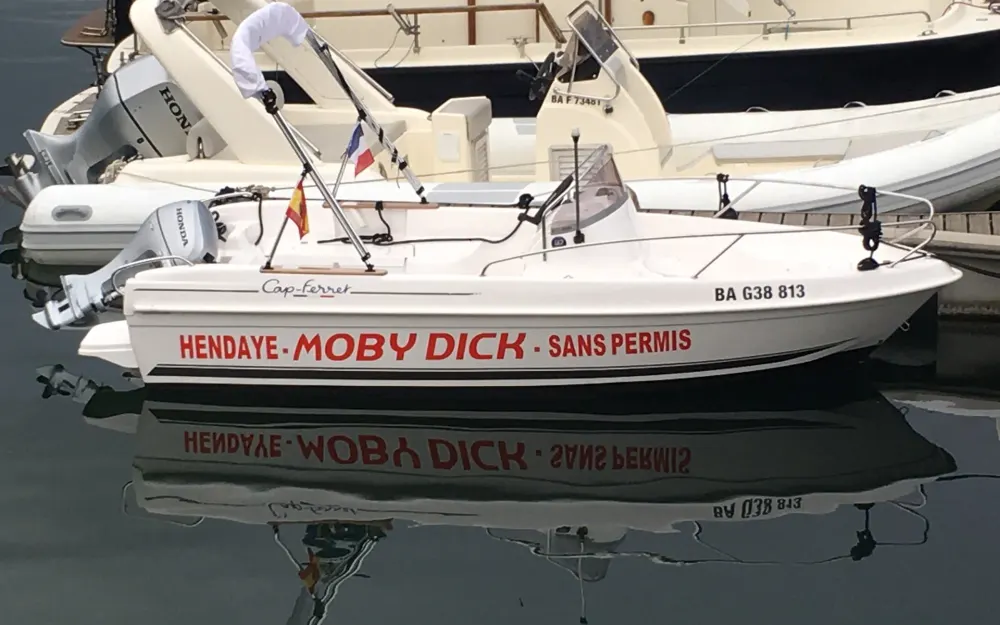 HONDA
BA F 73481
HONDA
Cap-Ferret
BA G38 813
HENDAYE - MOBY DICK - SANS PERMIS